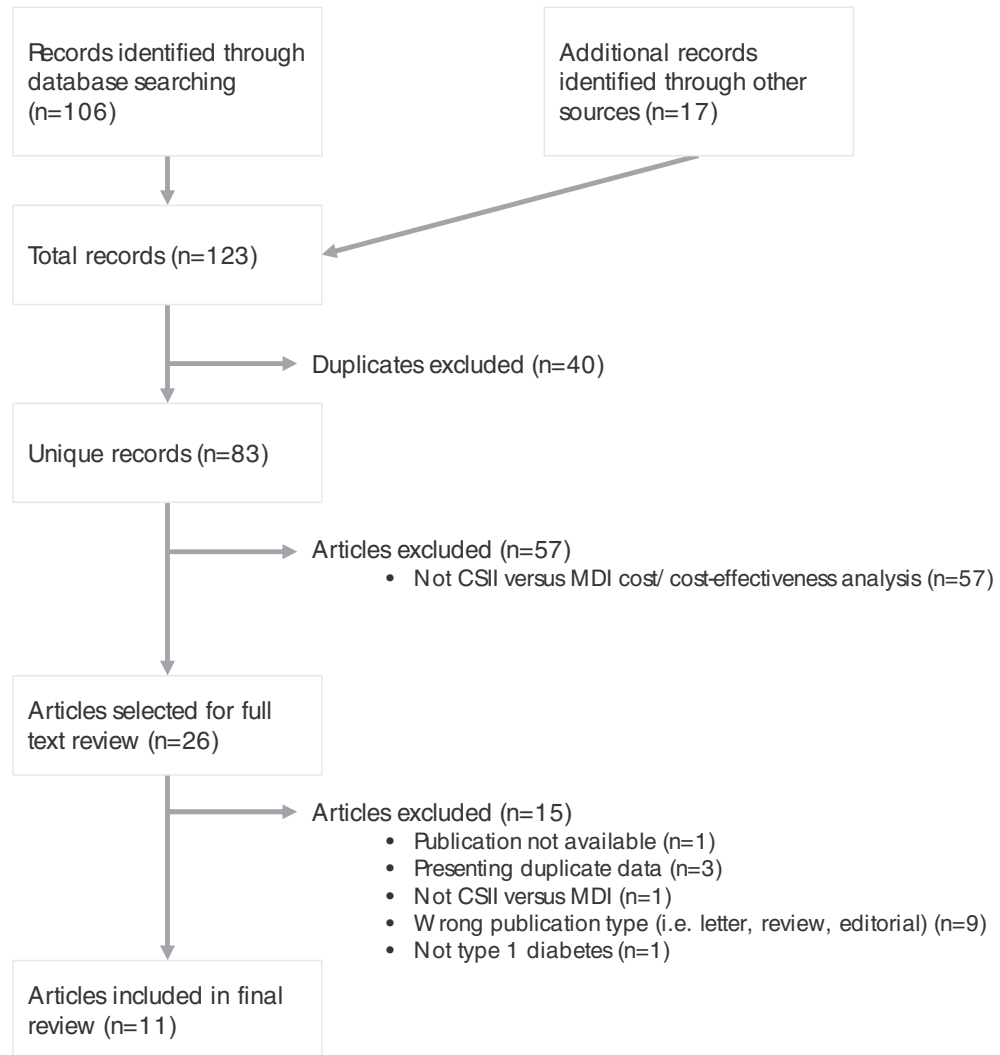 Records identified through
database searching
(n=106)
Additional records
identified through other
sources (n=17)
Total records (n=123)
Duplicates excluded (n=40)
Unique records (n=83)
Articles excluded (n=57)
• Not CSII versus MDI cost/ cost-effectiveness analysis (n=57)
Articles selected for full
text review (n=26)
Articles excluded (n=15)
• Publication not available (n=1)
• Presenting duplicate data (n=3)
• Not CSII versus MDI (n=1)
• Wrong publication type (i.e. letter, review, editorial) (n=9)
• Not type 1 diabetes (n=1)
Articles included in final
review (n=11)